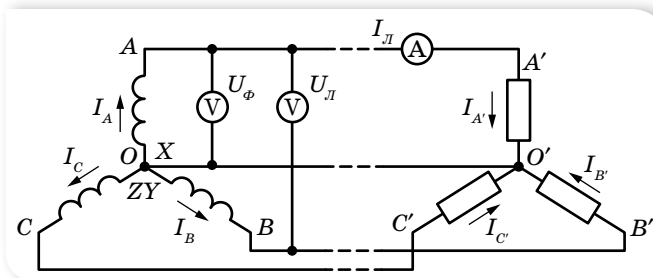 A I_Л A A′
I_A V U_Ф V U_Л I_A′
I_C O X O′ I_B′
ZY
C I_B B C′ I_C′ B′